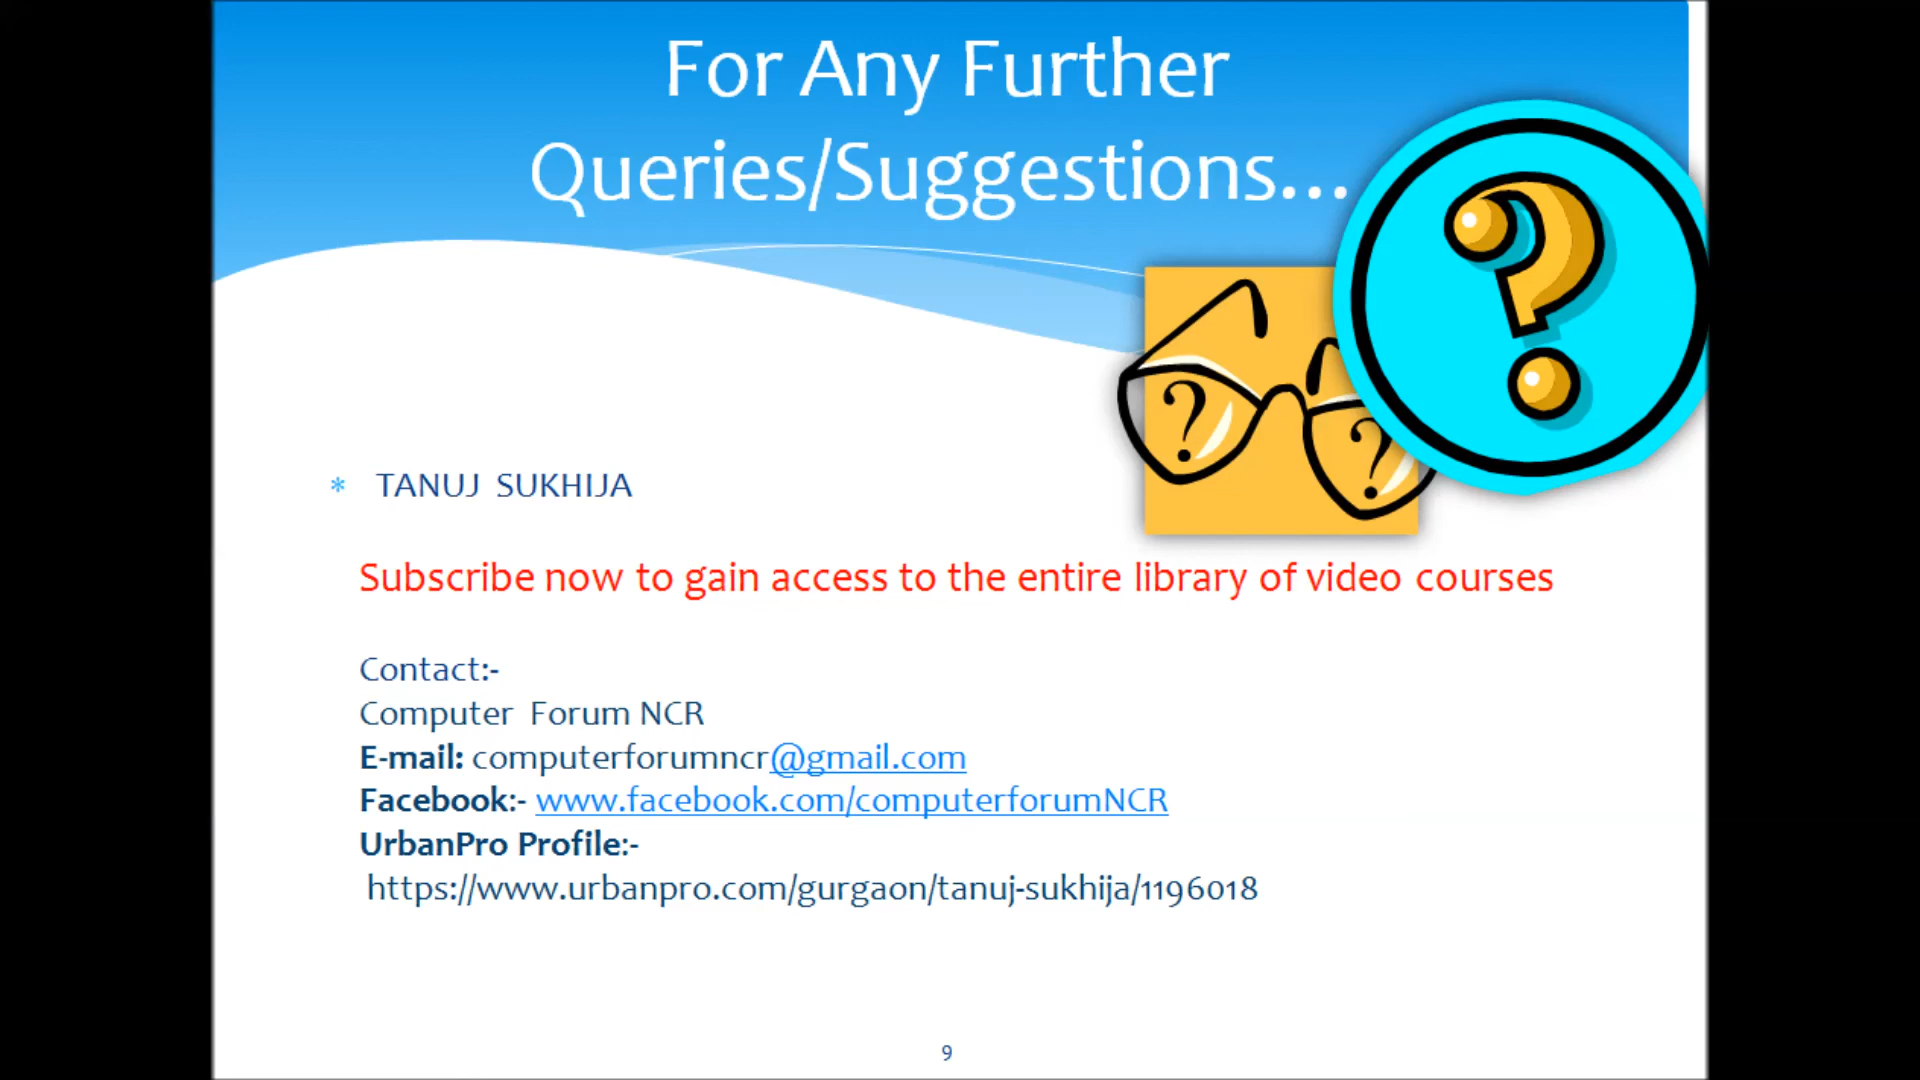 For Any Further
Queries/Suggestions...
? ?
?
* TANUJ SUKHIJA
Subscribe now to gain access to the entire library of video courses
Contact:-
Computer Forum NCR
E-mail: computerforumncr@gmail.com
Facebook:- www.facebook.com/computerforumNCR
UrbanPro Profile:-
https://www.urbanpro.com/gurgaon/tanuj-sukhija/1196018
9